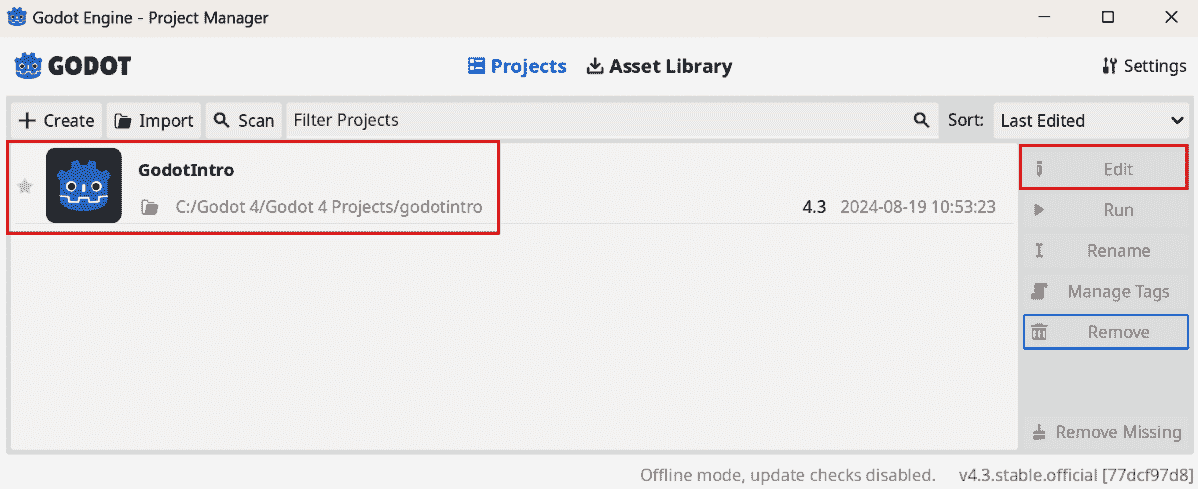 Godot Engine - Project Manager
GODOT
Projects
Asset Library
Settings
Create
Import
Scan
Filter Projects
Sort:
Last Edited
GodotIntro
C:/Godot 4/Godot 4 Projects/godotintro
4.3
2024-08-19 10:53:23
Edit
Run
Rename
Manage Tags
Remove
Remove Missing
Offline mode, update checks disabled.
v4.3.stable.official [77dcf97d8]